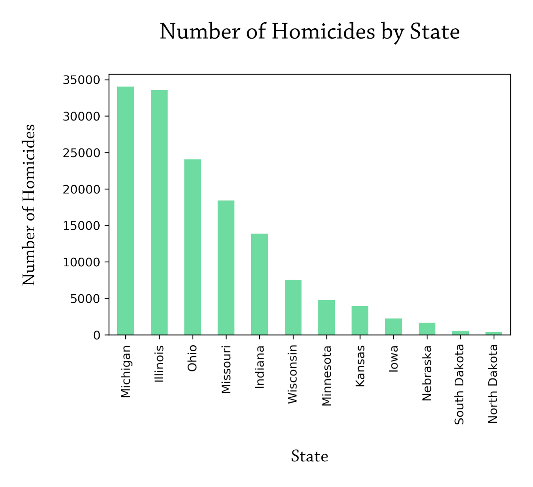 Number of Homicides by State
Number of Homicides
35000
30000
25000
20000
15000
10000
5000
0
Michigan
Illinois
Ohio
Missouri
Indiana
Wisconsin
Minnesota
Kansas
Iowa
Nebraska
South Dakota
North Dakota
State